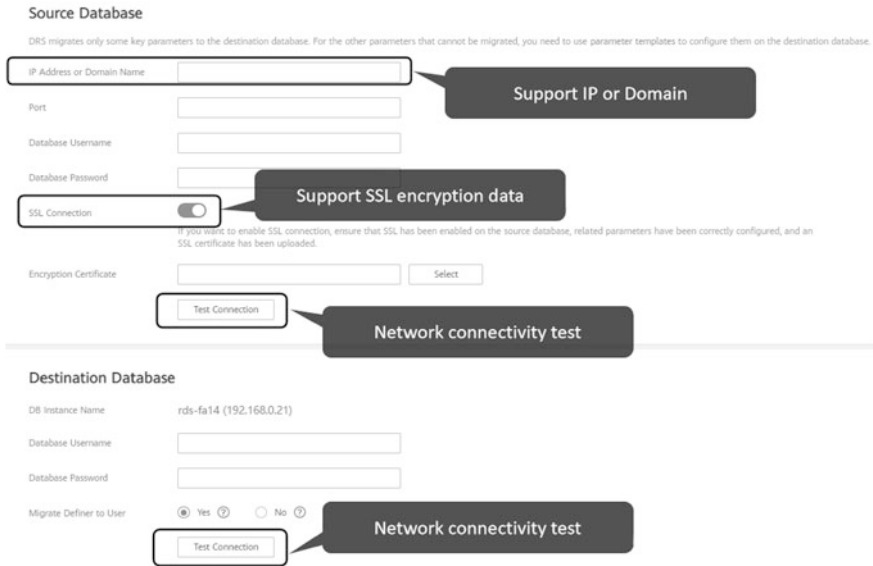 Source Database
DRS migrates only some key parameters to the destination database. For the other parameters that cannot be migrated, you need to use parameter templates to configure them on the destination database.
IP Address or Domain Name
Support IP or Domain
Port
Database Username
Database Password
Support SSL encryption data
SSL Connection
If you want to enable SSL connection, ensure that SSL has been enabled on the source database, related parameters have been correctly configured, and an
SSL certificate has been uploaded.
Encryption Certificate
Select
Test Connection
Network connectivity test
Destination Database
DB Instance Name rds-fa14 (192.168.0.21)
Database Username
Database Password
Migrate Definer to User Yes ? No ?
Network connectivity test
Test Connection